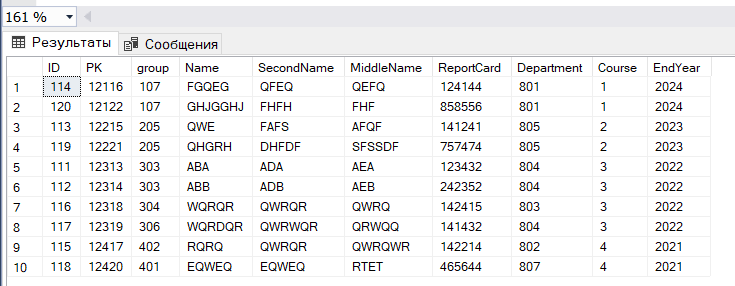 161 %
Результаты Сообщения
ID PK group Name SecondName MiddleName ReportCard Department Course EndYear
1 114 12116 107 FGQEG QFEQ QEFQ 124144 801 1 2024
2 120 12122 107 GHJGGHJ FHFH FHF 858556 801 1 2024
3 113 12215 205 QWE FAFS AFQF 141241 805 2 2023
4 119 12221 205 QHGRH DHFDF SFSSDF 757474 805 2 2023
5 111 12313 303 ABA ADA AEA 123432 804 3 2022
6 112 12314 303 ABB ADB AEB 242352 804 3 2022
7 116 12318 304 WQRQR QWRQR QWRQ 142415 803 3 2022
8 117 12319 306 WQRDQR QWRWQR QRWQQ 141432 804 3 2022
9 115 12417 402 RQRQ QWRQR QWRQWR 142214 802 4 2021
10 118 12420 401 EQWEQ EQWEQ RTET 465644 807 4 2021